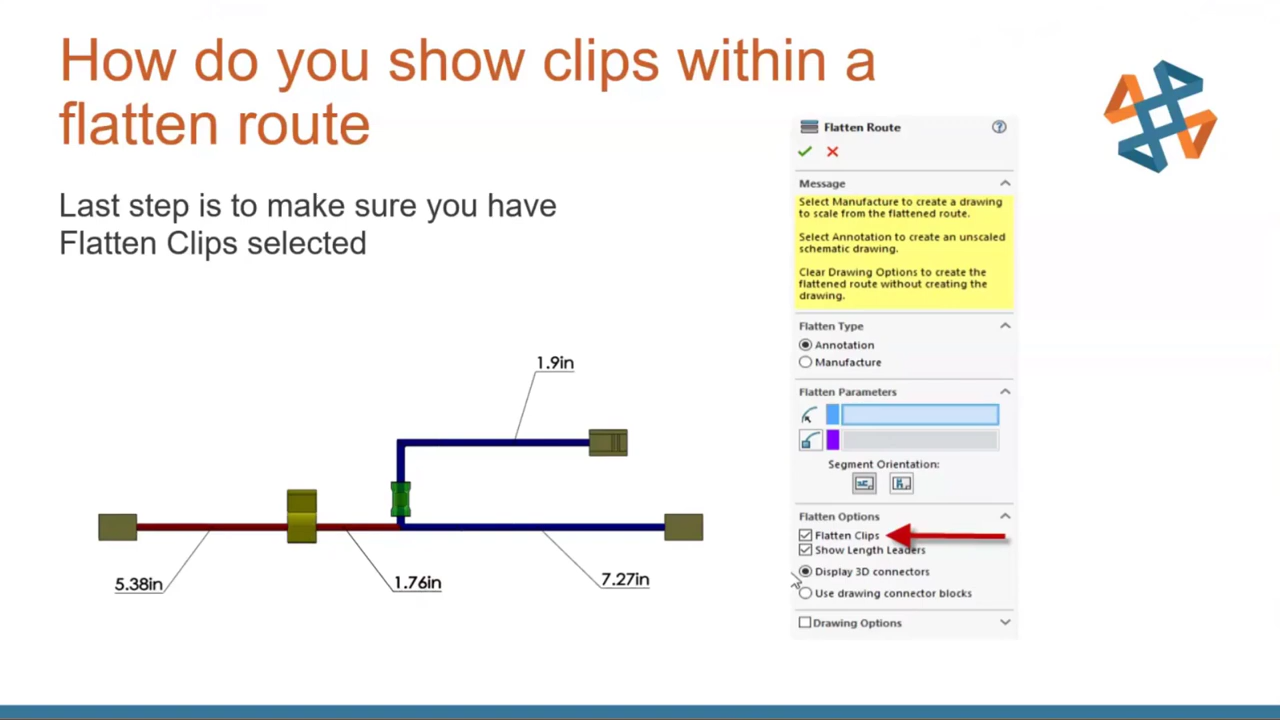 How do you show clips within a
flatten route
Last step is to make sure you have
Flatten Clips selected
1.9in
5.38in
1.76in
7.27in
Flatten Route
Message
Select Manufacture to create a drawing
to scale from the flattened route.
Select Annotation to create an unscaled
schematic drawing.
Clear Drawing Options to create the
flattened route without creating the
drawing.
Flatten Type
Annotation
Manufacture
Flatten Parameters
Segment Orientation:
Flatten Options
Flatten Clips
Show Length Leaders
Display 3D connectors
Use drawing connector blocks
Drawing Options